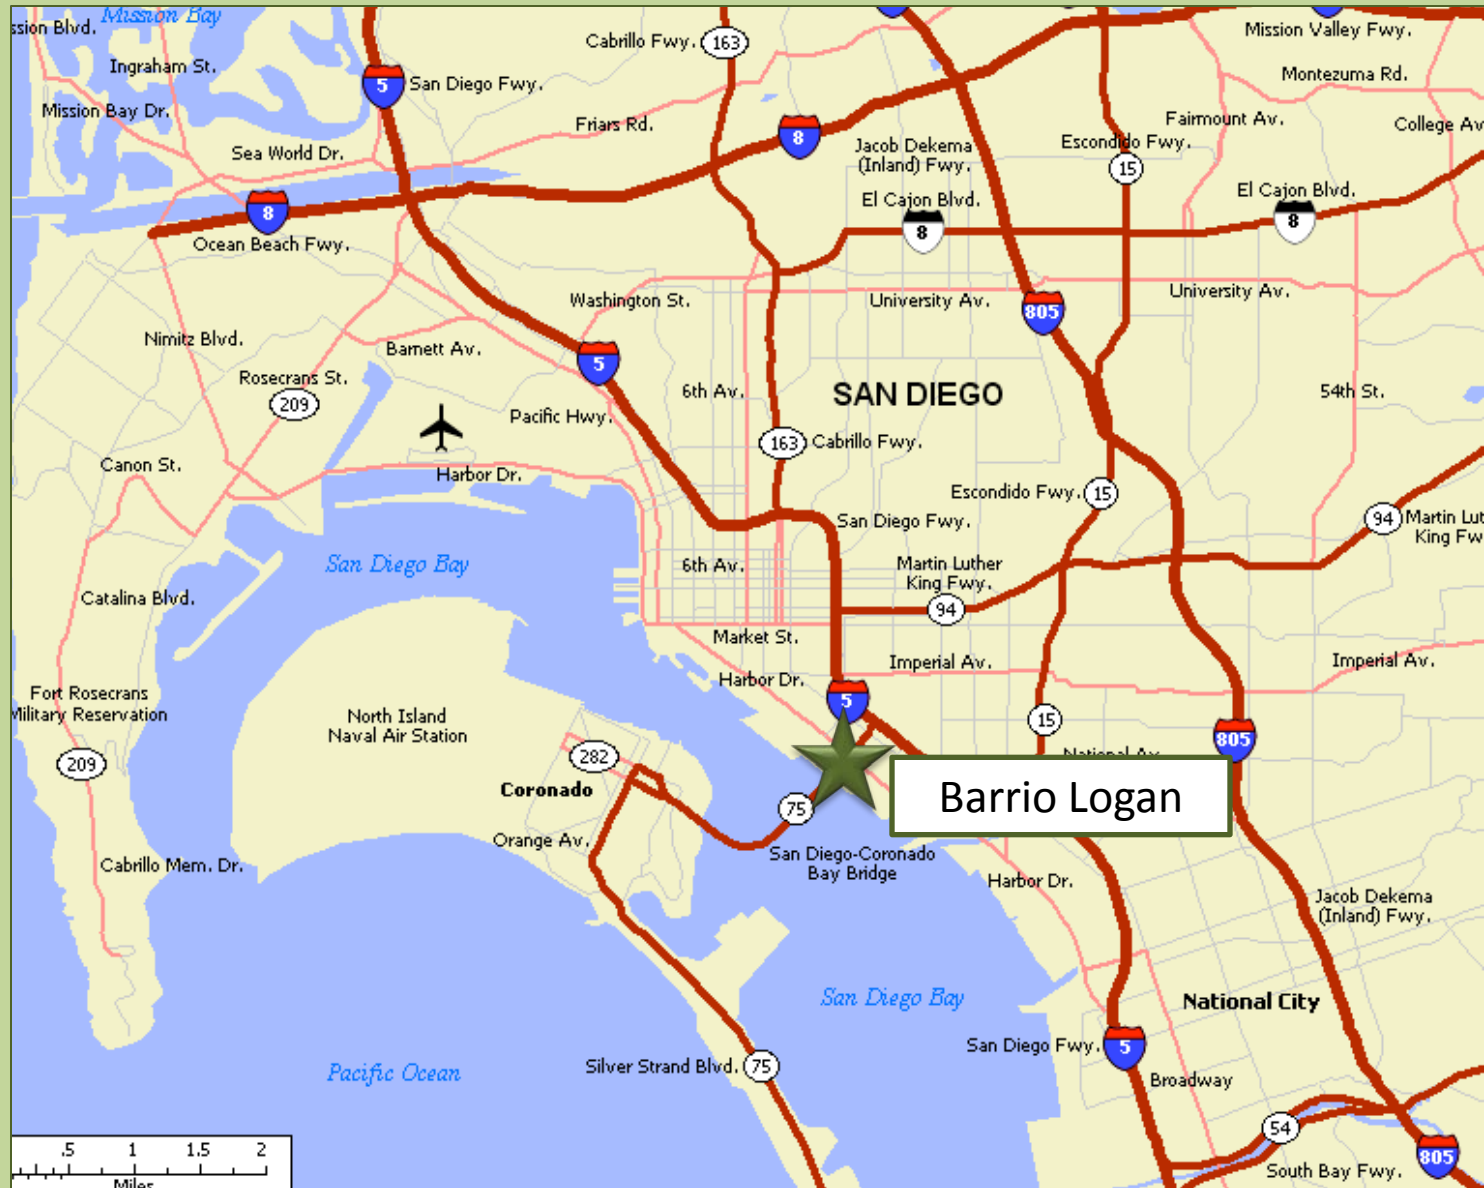 Mission Bay
ssion Blvd.
Cabrillo Fwy.
163
Mission Valley Fwy.
Ingraham St.
5
San Diego Fwy.
Montezuma Rd.
Mission Bay Dr.
Friars Rd.
8
Fairmount Av.
College Av
Sea World Dr.
Jacob Dekema
(Inland) Fwy.
Escondido Fwy.
15
El Cajon Blvd.
8
El Cajon Blvd.
8
8
Ocean Beach Fwy.
Washington St.
University Av.
805
University Av.
Nimitz Blvd.
Barnett Av.
5
Rosecrans St.
209
6th Av.
SAN DIEGO
54th St.
Pacific Hwy.
163
Cabrillo Fwy.
Canon St.
Harbor Dr.
Escondido Fwy.
15
San Diego Fwy.
94
Martin Lut
King Fw
San Diego Bay
6th Av.
Martin Luther
King Fwy.
94
Catalina Blvd.
Market St.
Imperial Av.
Imperial Av.
Harbor Dr.
Fort Rosecrans
Military Reservation
North Island
Naval Air Station
5
15
805
209
282
National Av.
Coronado
75
Barrio Logan
Orange Av.
San Diego-Coronado
Bay Bridge
Cabrillo Mem. Dr.
Harbor Dr.
Jacob Dekema
(Inland) Fwy.
San Diego Bay
National City
San Diego Fwy.
5
Pacific Ocean
Silver Strand Blvd.
75
Broadway
54
805
South Bay Fwy.
.5 1 1.5 2
Miles